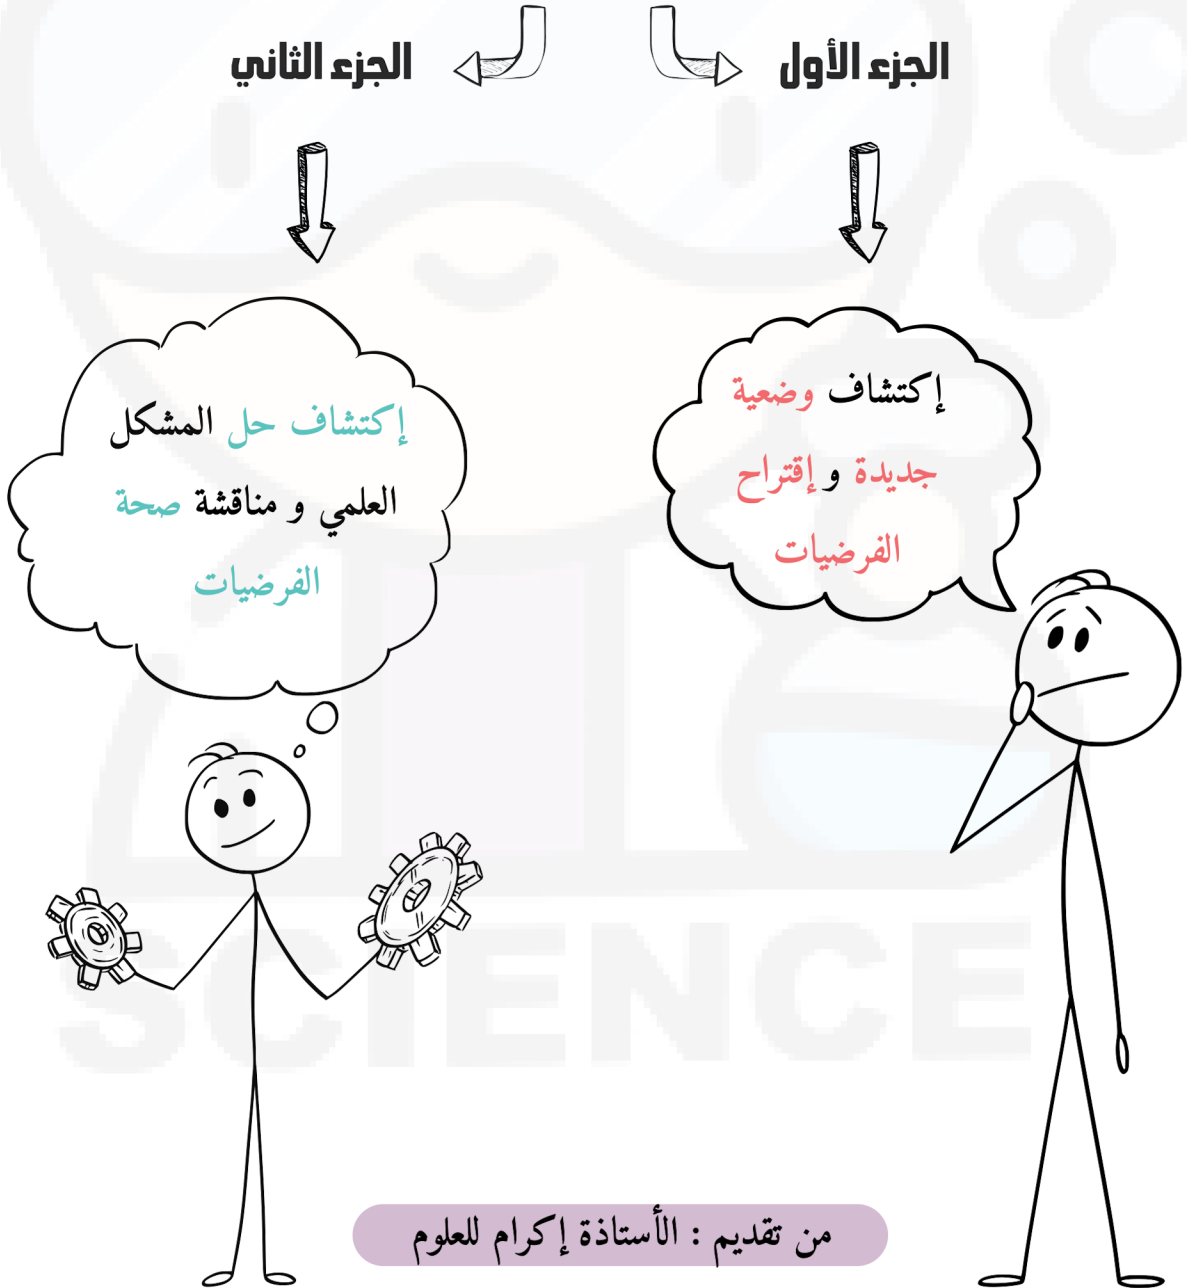 الجزء الأول
الجزء الثاني
إكتشاف وضعية
جديدة و إقتراح
الفرضيات
إكتشاف حل المشكل
العلمي و مناقشة صحة
الفرضيات
SCIENCE
من تقديم : الأستاذة إكرام للعلوم